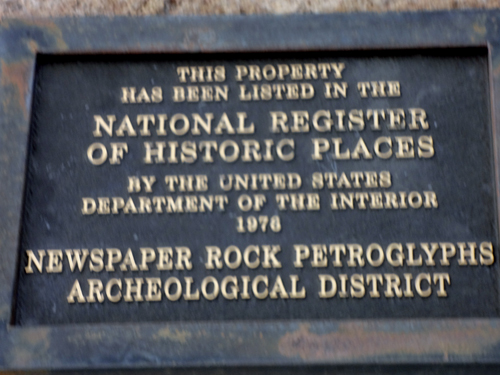 THIS PROPERTY
HAS BEEN LISTED IN THE
NATIONAL REGISTER
OF HISTORIC PLACES
BY THE UNITED STATES
DEPARTMENT OF THE INTERIOR
1976
NEWSPAPER ROCK PETROGLYPHS
ARCHEOLOGICAL DISTRICT